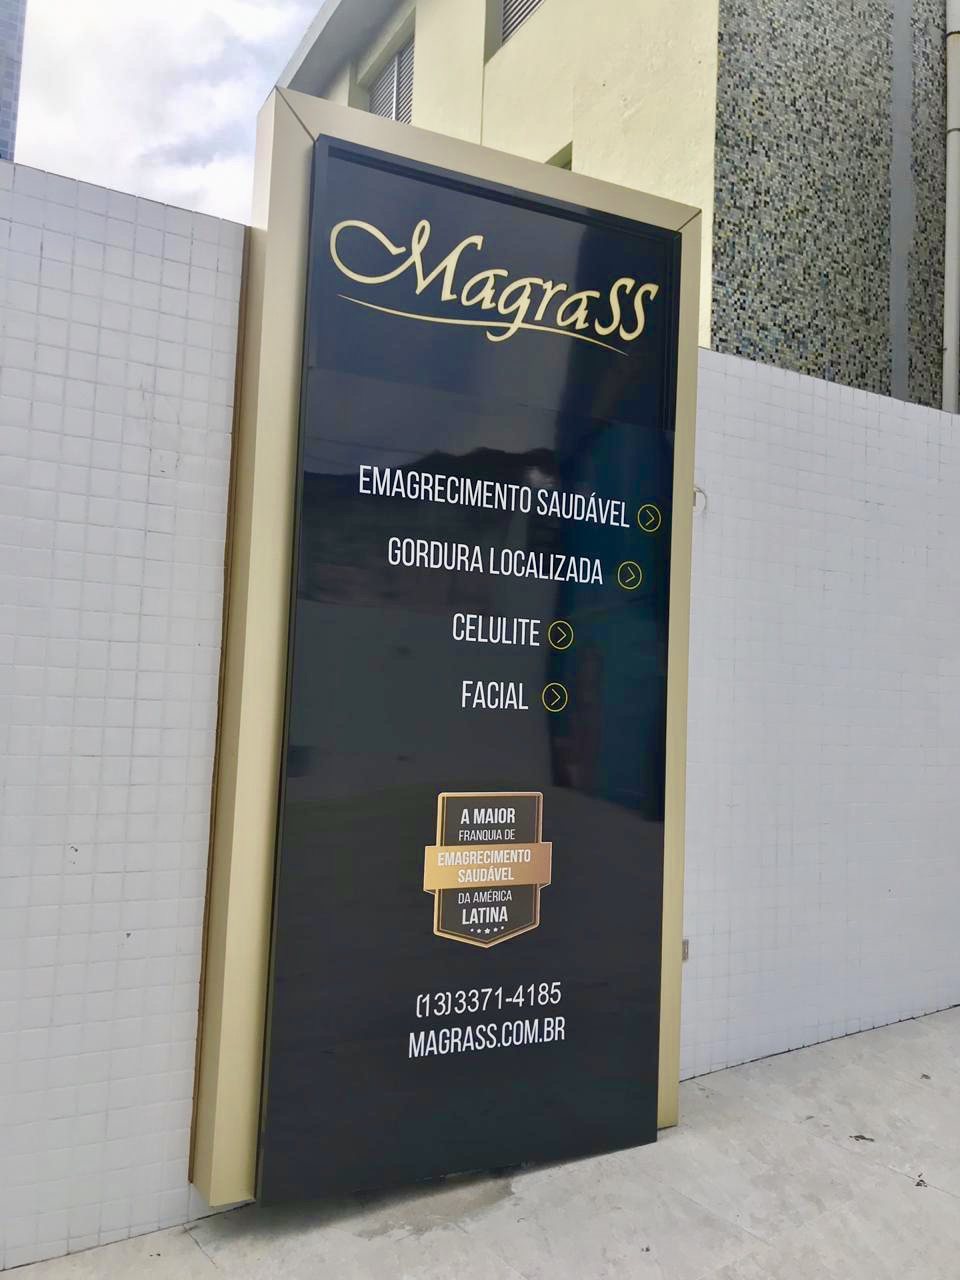 MagraSS
EMAGRECIMENTO SAUDÁVEL
GORDURA LOCALIZADA
CELULITE
FACIAL
A MAIOR
FRANQUIA DE
EMAGRECIMENTO
SAUDÁVEL
DA AMÉRICA
LATINA
(13)3371-4185
MAGRASS.COM.BR